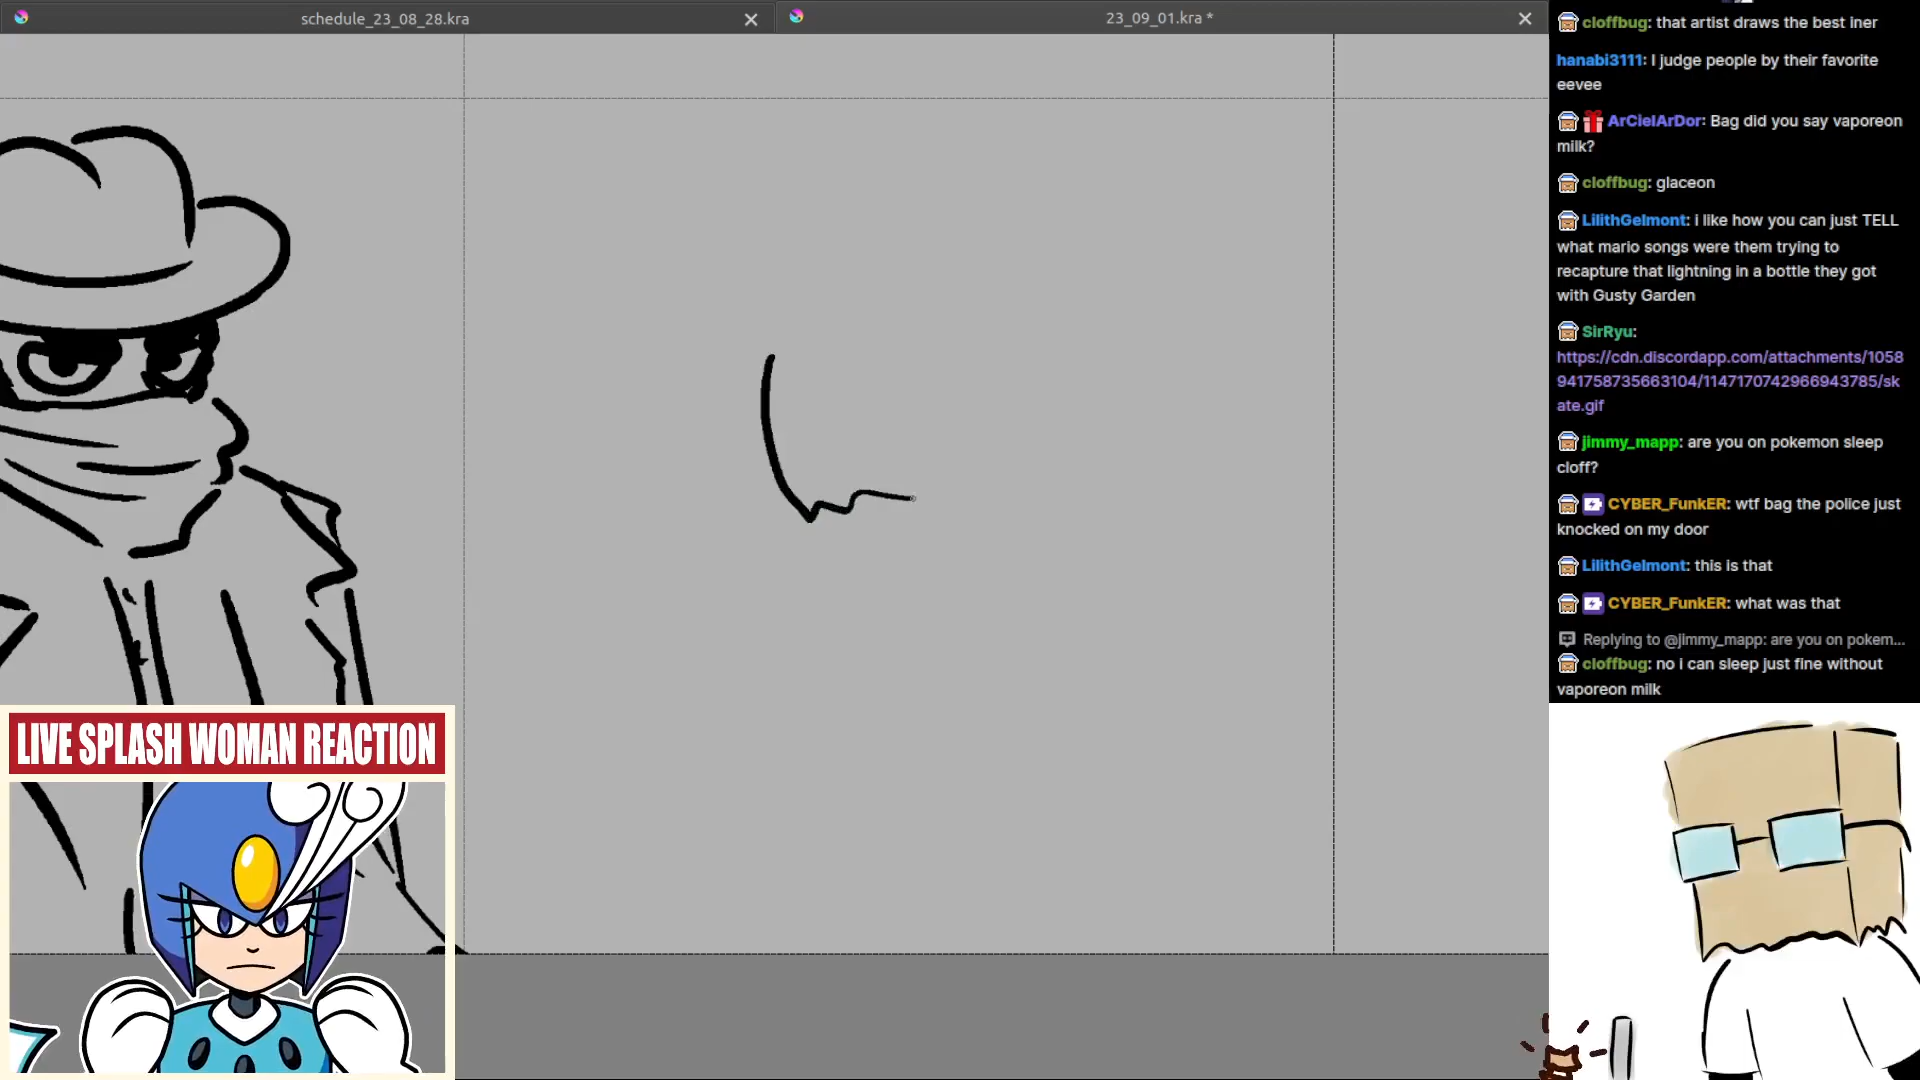 schedule_23_08_28.kra
23_09_01.kra *
cloffbug: that artist draws the best iner
hanabi3111: I judge people by their favorite
eevee
ArCielArDor: Bag did you say vaporeon
milk?
cloffbug: glaceon
LilithGelmont: i like how you can just TELL
what mario songs were them trying to
recapture that lightning in a bottle they got
with Gusty Garden
SirRyu:
https://cdn.discordapp.com/attachments/1058
941758735663104/1147170742966943785/sk
ate.gif
jimmy_mapp: are you on pokemon sleep
cloff?
CYBER_FunkER: wtf bag the police just
knocked on my door
LilithGelmont: this is that
CYBER_FunkER: what was that
Replying to @jimmy_mapp: are you on pokem...
cloffbug: no i can sleep just fine without
vaporeon milk
LIVE SPLASH WOMAN REACTION